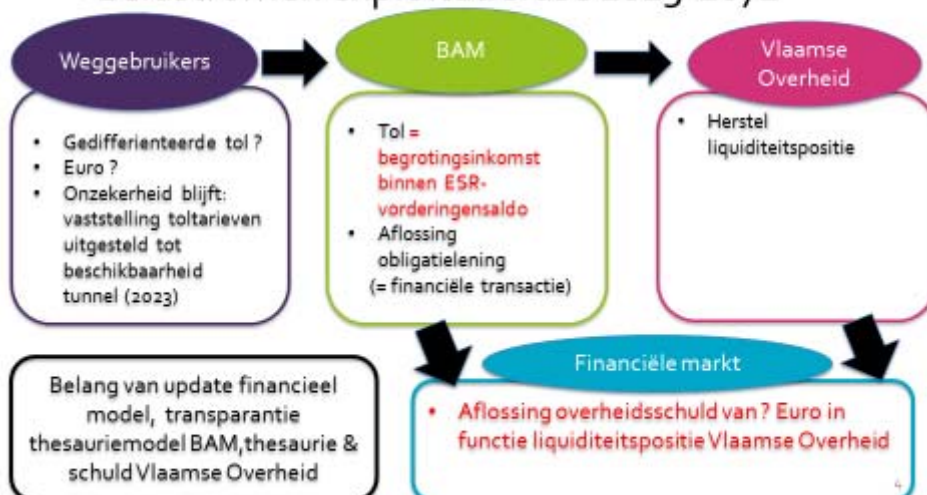 Weggebruikers
• Gedifferienteerde tol ?
• Euro ?
• Onzekerheid blijft:
vaststelling toltarieven
uitgesteld tot
beschikbaarheid
tunnel (2023)
BAM
• Tol =
begrotingsinkomst
binnen ESR-
vorderingensaldo
• Aflossing
obligatielening
(= financiële transactie)
Vlaamse
Overheid
• Herstel
liquiditeitspositie
Belang van update financieel
model, transparantie
thesauriemodel BAM,thesaurie &
schuld Vlaamse Overheid
Financiële markt
• Aflossing overheidsschuld van? Euro in
functie liquiditeitspositie Vlaamse Overheid
4